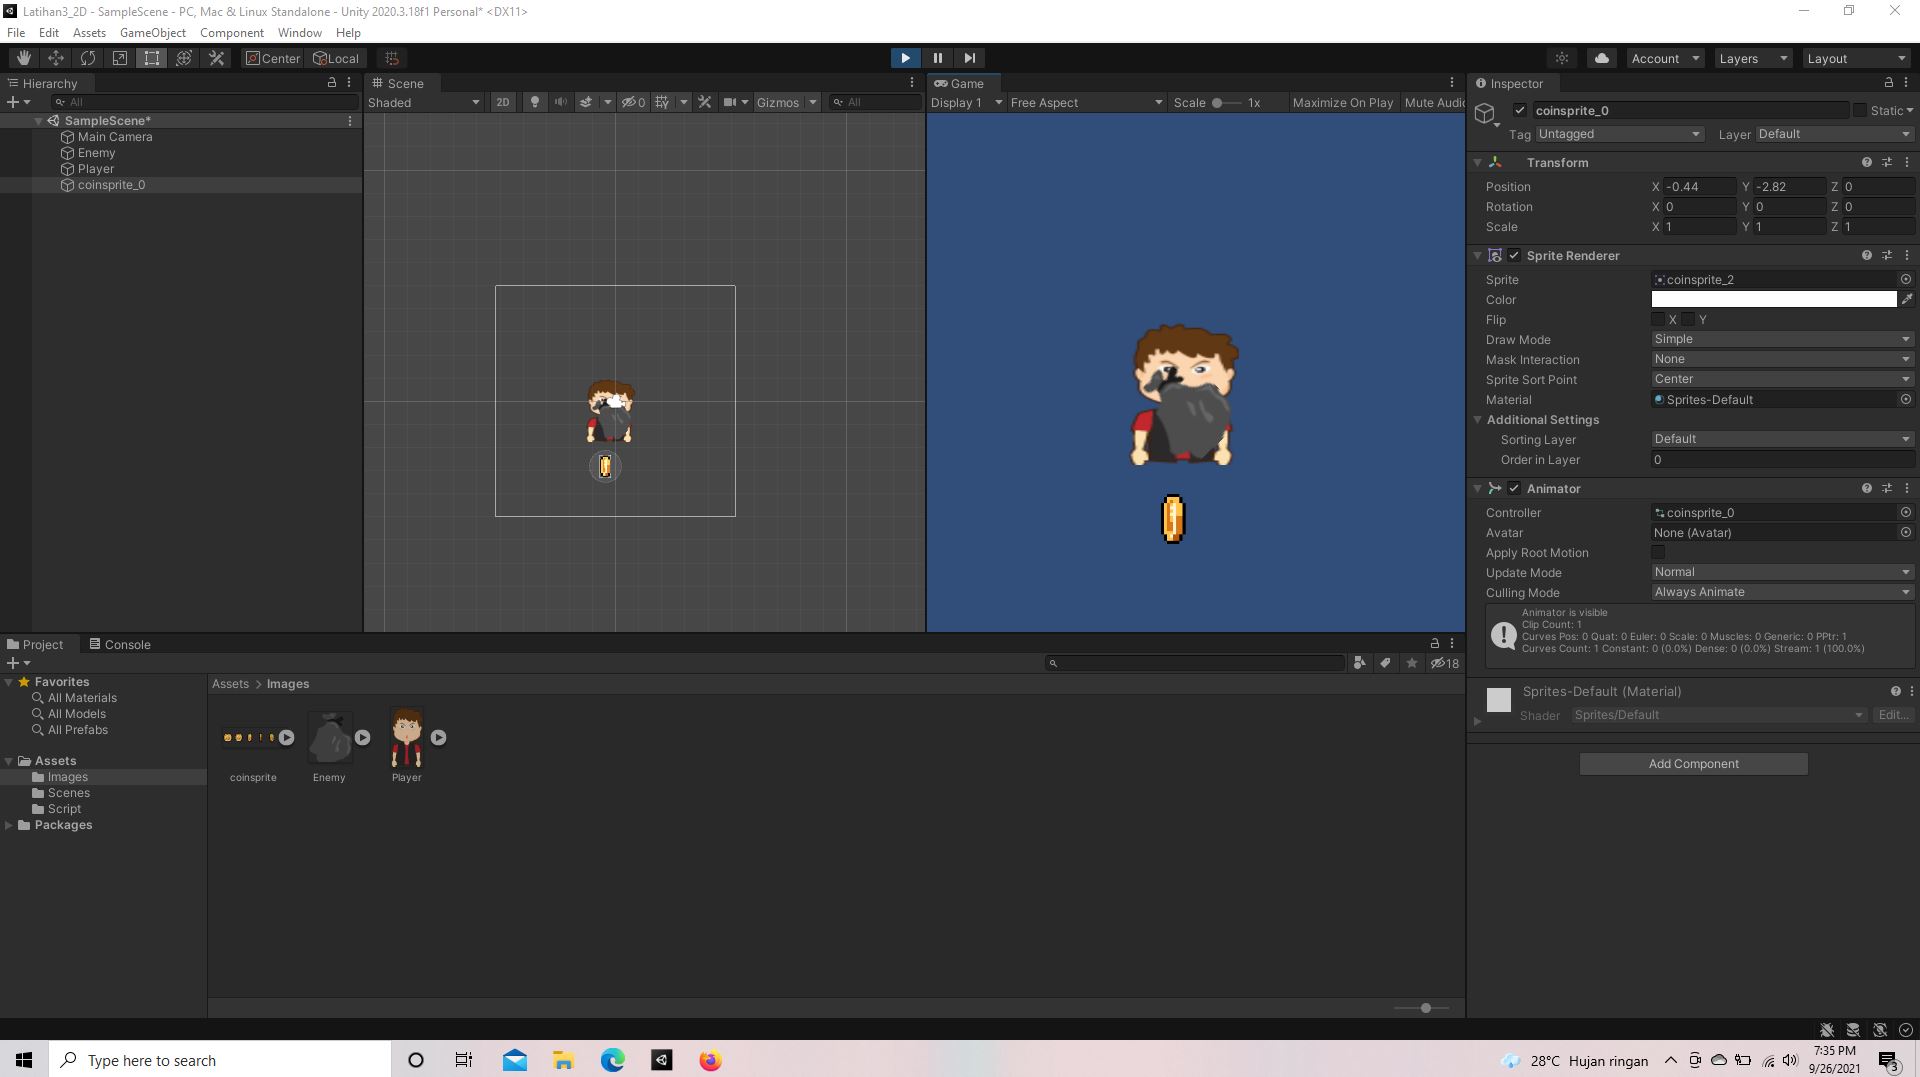 Latihan3_2D - SampleScene - PC, Mac & Linux Standalone - Unity 2020.3.18f1 Personal* <DX11>
File Edit Assets GameObject Component Window Help
Center Local Account Layers Layout
Hierarchy
All
SampleScene*
Main Camera
Enemy
Player
coinsprite_0
Scene
Shaded 2D 0 Gizmos All
Game
Display 1 Free Aspect Scale 1x Maximize On Play Mute Audio
Inspector
coinsprite_0 Static
Tag Untagged Layer Default
Transform
Position X -0.44 Y -2.82 Z 0
Rotation X 0 Y 0 Z 0
Scale X 1 Y 1 Z 1
Sprite Renderer
Sprite coinsprite_2
Color
Flip X Y
Draw Mode Simple
Mask Interaction None
Sprite Sort Point Center
Material Sprites-Default
Additional Settings
Sorting Layer Default
Order in Layer 0
Animator
Controller coinsprite_0
Avatar None (Avatar)
Apply Root Motion
Update Mode Normal
Culling Mode Always Animate
Animator is visible
Clip Count: 1
Curves Pos: 0 Quat: 0 Euler: 0 Scale: 0 Muscles: 0 Generic: 0 PPtr: 1
Curves Count: 1 Constant: 0 (0.0%) Dense: 0 (0.0%) Stream: 1 (100.0%)
Sprites-Default (Material)
Shader Sprites/Default Edit...
Add Component
Project Console
18
Favorites
All Materials
All Models
All Prefabs
Assets
Images
Scenes
Script
Packages
Assets > Images
coinsprite Enemy Player
Type here to search
28°C Hujan ringan
7:35 PM
9/26/2021
3